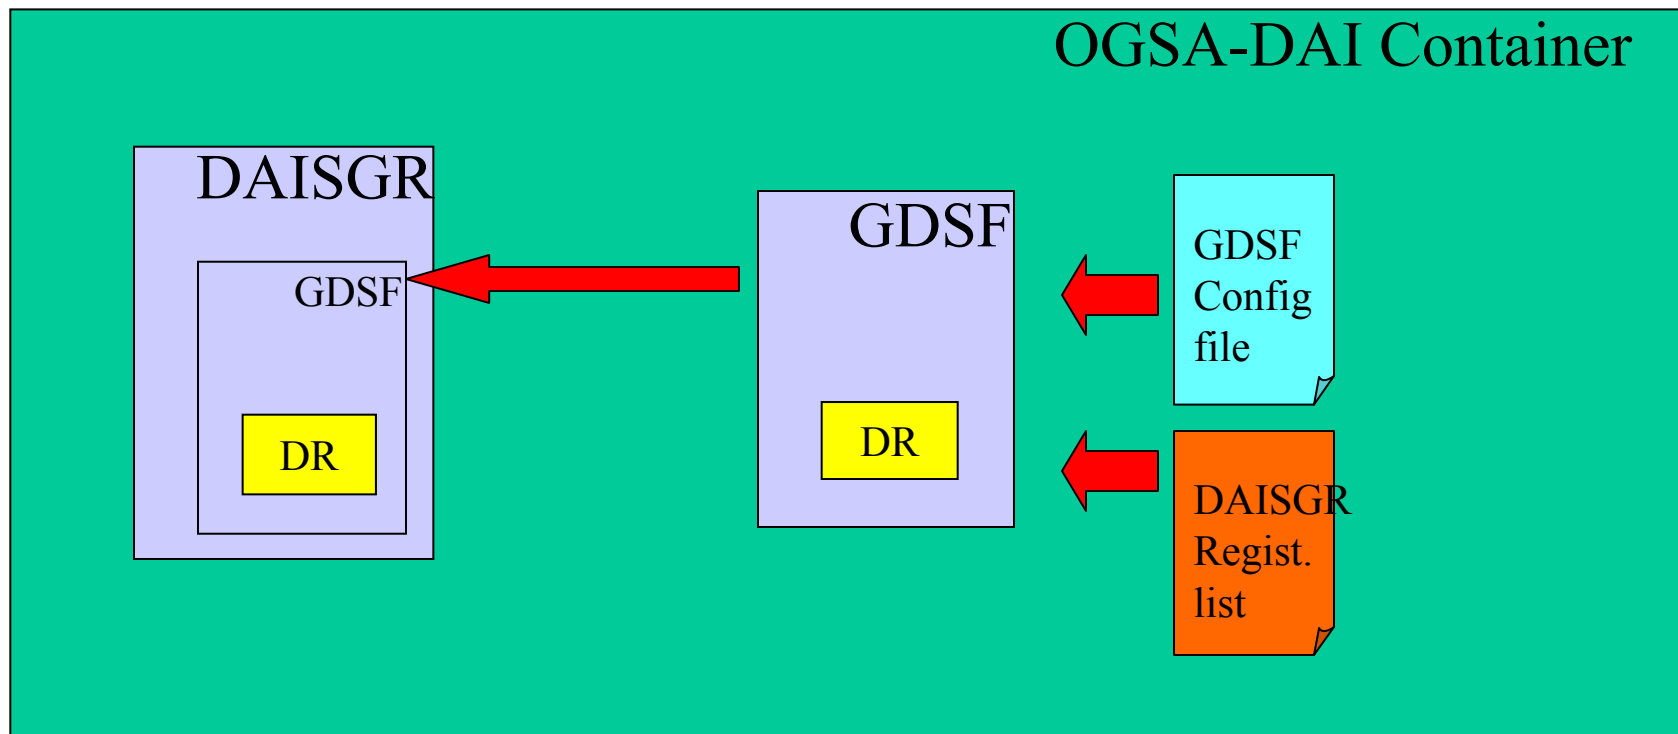 OGSA-DAI Container
DAISGR
GDSF
DR
GDSF
DR
GDSF
Config
file
DAISGR
Regist.
list